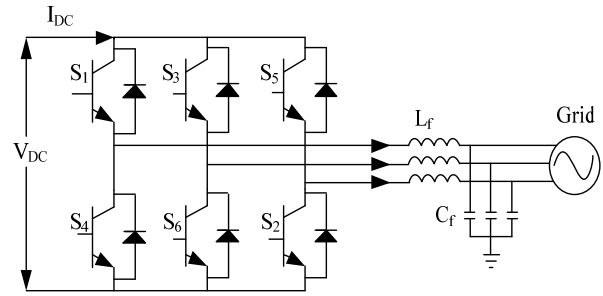 I_DC
S_1 S_3 S_5
L_f
Grid
V_DC
C_f
S_4 S_6 S_2